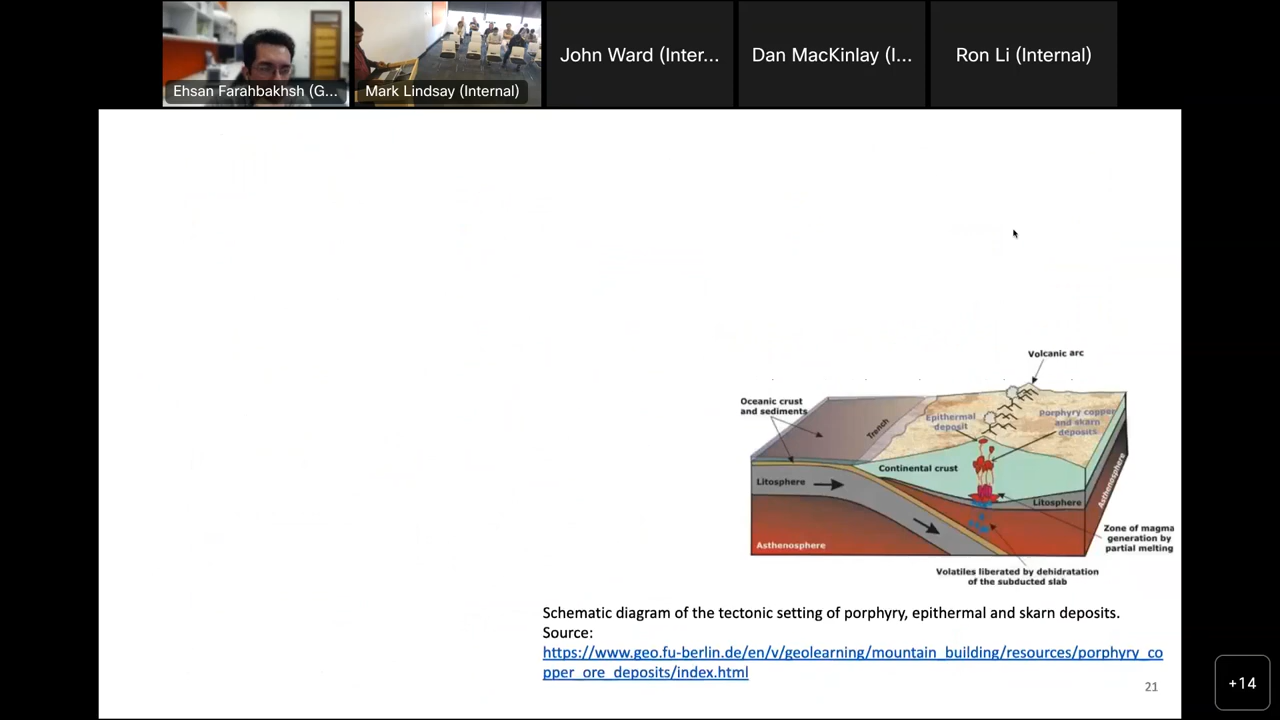 Ehsan Farahbakhsh (G...
Mark Lindsay (Internal)
John Ward (Inter...
Dan MacKinlay (I...
Ron Li (Internal)
Volcanic arc
Oceanic crust
and sediments
Trench
Epithermal
deposit
Porphyry copper
and skarn
deposits
Continental crust
Litosphere
Litosphere
Asthenosphere
Asthenosphere
Zone of magma
generation by
partial melting
Volatiles liberated by dehidratation
of the subducted slab
Schematic diagram of the tectonic setting of porphyry, epithermal and skarn deposits.
Source:
https://www.geo.fu-berlin.de/en/v/geolearning/mountain_building/resources/porphyry_co
pper_ore_deposits/index.html
21
+14